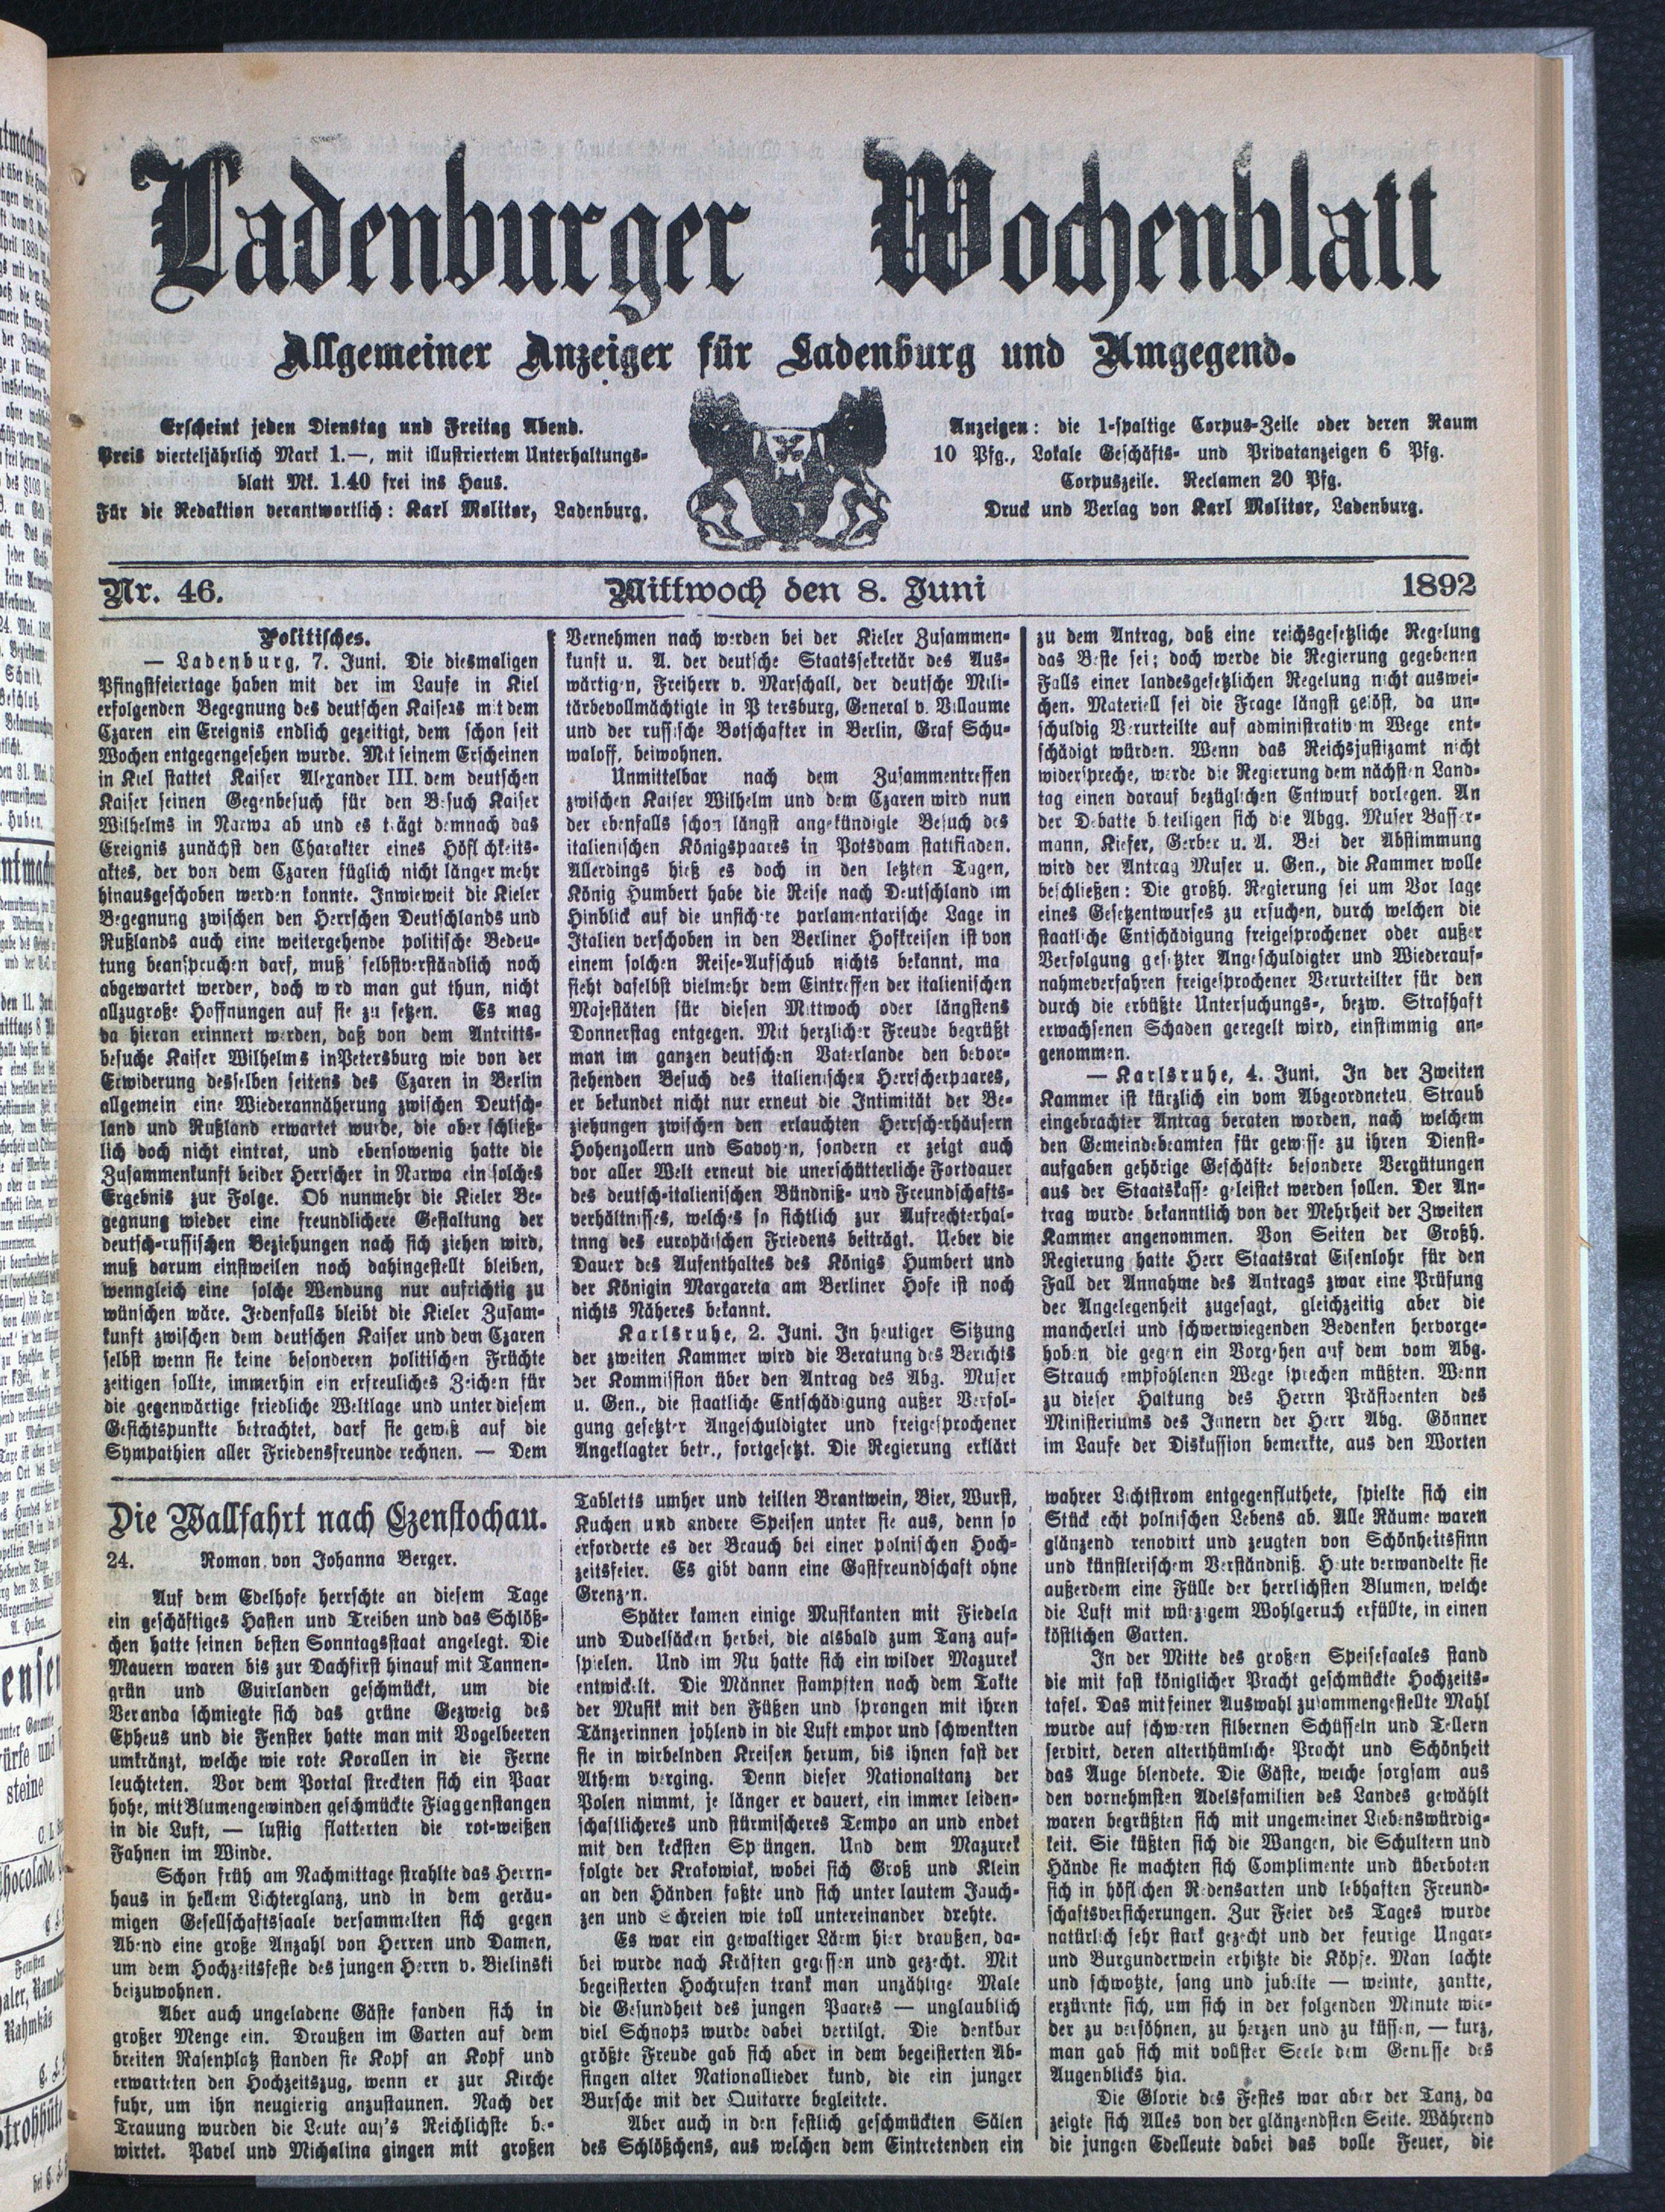 Ladenburger Wochenblatt
Allgemeiner Anzeiger für Ladenburg und Umgegend.
Erscheint jeden Dienstag und Freitag Abend.
Preis vierteljährlich Mark 1.—, mit illustriertem Unterhaltungs-
blatt Mk. 1.40 frei ins Haus.
Für die Redaktion verantwortlich: Karl Molitor, Ladenburg.
Anzeigen: die 1-spaltige Corpus-Zeile oder deren Raum
10 Pfg., Lokale Geschäfts- und Privatanzeigen 6 Pfg.
Corpuszeile. Reclamen 20 Pfg.
Druck und Verlag von Karl Molitor, Ladenburg.
Nr. 46.
Mittwoch den 8. Juni
1892
Politisches.
— Ladenburg, 7. Juni. Die diesmaligen
Pfingstfeiertage haben mit der im Laufe in Kiel
erfolgenden Begegnung des deutschen Kaisers mit dem
Czaren ein Ereignis endlich gezeitigt, dem schon seit
Wochen entgegengesehen wurde. Mit seinem Erscheinen
in Kiel stattet Kaiser Alexander III. dem deutschen
Kaiser seinen Gegenbesuch für den Besuch Kaiser
Wilhelms in Narwa ab und es trägt demnach das
Ereignis zunächst den Charakter eines Höflichkeits-
aktes, der von dem Czaren füglich nicht länger mehr
hinausgeschoben werden konnte. Inwieweit die Kieler
Begegnung zwischen den Herrschen Deutschlands und
Rußlands auch eine weitergehende politische Bedeu-
tung beanspruchen darf, muß selbstverständlich noch
abgewartet werden, doch wird man gut thun, nicht
allzugroße Hoffnungen auf sie zu setzen. Es mag
da hieran erinnert werden, daß von dem Antritts-
besuche Kaiser Wilhelms inPetersburg wie von der
Erwiderung desselben seitens des Czaren in Berlin
allgemein eine Wiederannäherung zwischen Deutsch-
land und Rußland erwartet wurde, die aber schließ-
lich doch nicht eintrat, und ebensowenig hatte die
Zusammenkunft beider Herrscher in Narwa ein solches
Ergebnis zur Folge. Ob nunmehr die Kieler Be-
gegnung wieder eine freundlichere Gestaltung der
deutsch-russischen Beziehungen nach sich ziehen wird,
muß darum einstweilen noch dahingestellt bleiben,
wenngleich eine solche Wendung nur aufrichtig zu
wünschen wäre. Jedenfalls bleibt die Kieler Zusam-
kunft zwischen dem deutschen Kaiser und dem Czaren
selbst wenn sie keine besonderen politischen Früchte
zeitigen sollte, immerhin ein erfreuliches Zeichen für
die gegenwärtige friedliche Weltlage und unter diesem
Gesichtspunkte betrachtet, darf sie gewiß auf die
Sympathien aller Friedensfreunde rechnen. — Dem
Vernehmen nach werden bei der Kieler Zusammen-
kunft u. A. der deutsche Staatssekretär des Aus-
wärtigen, Freiherr v. Marschall, der deutsche Mili-
tärbevollmächtigte in Petersburg, General v. Villaume
und der russische Botschafter in Berlin, Graf Schu-
waloff, beiwohnen.
Unmittelbar nach dem Zusammentreffen
zwischen Kaiser Wilhelm und dem Czaren wird nun
der ebenfalls schon längst angekündigte Besuch des
italienischen Königspaares in Potsdam stattfinden.
Allerdings hieß es doch in den letzten Tagen,
König Humbert habe die Reise nach Deutschland im
Hinblick auf die unsichere parlamentarische Lage in
Italien verschoben in den Berliner Hofkreisen ist von
einem solchen Reise-Aufschub nichts bekannt, ma
sieht daselbst vielmehr dem Eintreffen der italienischen
Majestäten für diesen Mittwoch oder längstens
Donnerstag entgegen. Mit herzlicher Freude begrüßt
man im ganzen deutschen Vaterlande den bevor-
stehenden Besuch des italienischen Herrscherpaares,
er bekundet nicht nur erneut die Intimität der Be-
ziehungen zwischen den erlauchten Herrscherhäusern
Hohenzollern und Savoyen, sondern er zeigt auch
vor aller Welt erneut die unerschütterliche Fortdauer
des deutsch-italienischen Bündniß- und Freundschafts-
verhältnisses, welches so sichtlich zur Aufrechterhal-
tnng des europäischen Friedens beiträgt. Ueber die
Dauer des Aufenthaltes des Königs Humbert und
der Königin Margareta am Berliner Hofe ist noch
nichts Näheres bekannt.
Karlsruhe, 2. Juni. In heutiger Sitzung
der zweiten Kammer wird die Beratung des Berichts
der Kommission über den Antrag des Abg. Muser
u. Gen., die staatliche Entschädigung außer Verfol-
gung gesetzter Angeschuldigter und freigesprochener
Angeklagter betr., fortgesetzt. Die Regierung erklärt
zu dem Antrag, daß eine reichsgesetzliche Regelung
das Beste sei; doch werde die Regierung gegebenen
Falls einer landesgesetzlichen Regelung nicht auswei-
chen. Materiell sei die Frage längst gelöst, da un-
schuldig Verurteilte auf administrativem Wege ent-
schädigt würden. Wenn das Reichsjustizamt nicht
widerspreche, werde die Regierung dem nächsten Land-
tag einen darauf bezüglichen Entwurf vorlegen. An
der Debatte beteiligen sich die Abgg. Muser Basser-
mann, Kiefer, Gerber u. A. Bei der Abstimmung
wird der Antrag Muser u. Gen., die Kammer wolle
beschließen: Die großh. Regierung sei um Vor lage
eines Gesetzentwurfes zu ersuchen, durch welchen die
staatliche Entschädigung freigesprochener oder außer
Verfolgung gesetzter Angeschuldigter und Wiederauf-
nahmeverfahren freigesprochener Verurteilter für den
durch die erbüßte Untersuchungs-, bezw. Strafhaft
erwachsenen Schaden geregelt wird, einstimmig an-
genommen.
— Karlsruhe, 4. Juni. In der Zweiten
Kammer ist kürzlich ein vom Abgeordneten Straub
eingebrachter Antrag beraten worden, nach welchem
den Gemeindebeamten für gewisse zu ihren Dienst-
aufgaben gehörige Geschäfte besondere Vergütungen
aus der Staatskasse geleistet werden sollen. Der An-
trag wurde bekanntlich von der Mehrheit der Zweiten
Kammer angenommen. Von Seiten der Großh.
Regierung hatte Herr Staatsrat Eisenlohr für den
Fall der Annahme des Antrags zwar eine Prüfung
der Angelegenheit zugesagt, gleichzeitig aber die
mancherlei und schwerwiegenden Bedenken hervorge-
hoben die gegen ein Vorgehen auf dem vom Abg.
Strauch empfohlenen Wege sprechen müßten. Wenn
zu dieser Haltung des Herrn Präsidenten des
Ministeriums des Innern der Herr Abg. Gönner
im Laufe der Diskussion bemerkte, aus den Worten
Die Wallfahrt nach Czenstochau.
24. Roman von Johanna Berger.
Auf dem Edelhofe herrschte an diesem Tage
ein geschäftiges Hasten und Treiben und das Schlöß-
chen hatte seinen besten Sonntagsstaat angelegt. Die
Mauern waren bis zur Dachfirst hinauf mit Tannen-
grün und Guirlanden geschmückt, um die
Veranda schmiegte sich das grüne Gezweig des
Epheus und die Fenster hatte man mit Vogelbeeren
umkränzt, welche wie rote Korallen in die Ferne
leuchteten. Vor dem Portal streckten sich ein Paar
hohe, mit Blumengewinden geschmückte Flaggenstangen
in die Luft, — lustig flatterten die rot-weißen
Fahnen im Winde.
Schon früh am Nachmittage strahlte das Herrn-
haus in hellem Lichterglanz, und in dem geräu-
migen Gesellschaftssaale versammelten sich gegen
Abend eine große Anzahl von Herren und Damen,
um dem Hochzeitsfeste des jungen Herrn v. Bielinski
beizuwohnen.
Aber auch ungeladene Gäste fanden sich in
großer Menge ein. Draußen im Garten auf dem
breiten Rasenplatz standen sie Kopf an Kopf und
erwarteten den Hochzeitszug, wenn er zur Kirche
fuhr, um ihn neugierig anzustaunen. Nach der
Trauung wurden die Leute auf's Reichlichste be-
wirtet. Pavel und Michalina gingen mit großen
Tabletts umher und teilten Brantwein, Bier, Wurst,
Kuchen und andere Speisen unter sie aus, denn so
erforderte es der Brauch bei einer polnischen Hoch-
zeitsfeier. Es gibt dann eine Gastfreundschaft ohne
Grenzen.
Später kamen einige Musikanten mit Fiedeln
und Dudelsäcken herbei, die alsbald zum Tanz auf-
spielen. Und im Nu hatte sich ein wilder Mazurek
entwickelt. Die Männer stampften nach dem Takte
der Musik mit den Füßen und sprangen mit ihren
Tänzerinnen johlend in die Luft empor und schwenkten
sie in wirbelnden Kreisen herum, bis ihnen fast der
Athem verging. Denn dieser Nationaltanz der
Polen nimmt, je länger er dauert, ein immer leiden-
schaftlicheres und stürmischeres Tempo an und endet
mit den kecksten Sprüngen. Und dem Mazurek
folgte der Krakowiak, wobei sich Groß und Klein
an den Händen faßte und sich unter lautem Jauch-
zen und Schreien wie toll untereinander drehte.
Es war ein gewaltiger Lärm hier draußen, da-
bei wurde nach Kräften gegessen und gezecht. Mit
begeisterten Hochrufen trank man unzählige Male
die Gesundheit des jungen Paares — unglaublich
viel Schnaps wurde dabei vertilgt. Die denkbar
größte Freude gab sich aber in dem begeisterten Ab-
singen alter Nationallieder kund, die ein junger
Bursche mit der Quitarre begleitete.
Aber auch in den festlich geschmückten Sälen
des Schlößchens, aus welchen dem Eintretenden ein
wahrer Lichtstrom entgegenfluthete, spielte sich ein
Stück echt polnischen Lebens ab. Alle Räume waren
glänzend renovirt und zeugten von Schönheitssinn
und künstlerischem Verständniß. Heute verwandelte sie
außerdem eine Fülle der herrlichsten Blumen, welche
die Luft mit würzigem Wohlgeruch erfüllte, in einen
köstlichen Garten.
In der Mitte des großen Speisesaales stand
die mit fast königlicher Pracht geschmückte Hochzeits-
tafel. Das mit feiner Auswahl zusammengestellte Mahl
wurde auf schweren silbernen Schüsseln und Tellern
servirt, deren alterthümliche Pracht und Schönheit
das Auge blendete. Die Gäste, welche sorgsam aus
den vornehmsten Adelsfamilien des Landes gewählt
waren begrüßten sich mit ungemeiner Liebenswürdig-
keit. Sie küßten sich die Wangen, die Schultern und
Hände sie machten sich Complimente und überboten
sich in höflichen Redensarten und lebhaften Freund-
schaftsversicherungen. Zur Feier des Tages wurde
natürlich sehr stark gezecht und der feurige Ungar-
und Burgunderwein erhitzte die Köpfe. Man lachte
und schwatzte, sang und jubelte — weinte, zankte,
erzürnte sich, um sich in der folgenden Minute wie-
der zu versöhnen, zu herzen und zu küssen, — kurz,
man gab sich mit vollster Seele dem Genusse des
Augenblicks hin.
Die Glorie des Festes war aber der Tanz, da
zeigte sich Alles von der glänzendsten Seite. Während
die jungen Edelleute dabei das volle Feuer, die